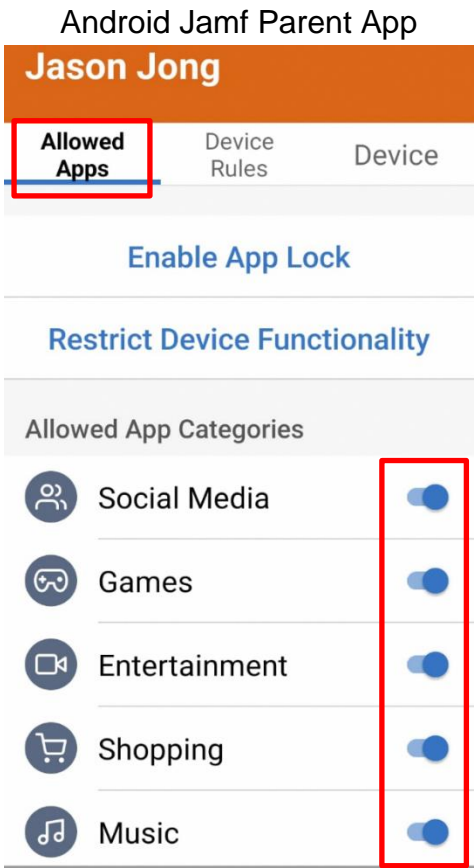 Android Jamf Parent App
Jason Jong
Allowed
Apps
Device
Rules
Device
Enable App Lock
Restrict Device Functionality
Allowed App Categories
Social Media
Games
Entertainment
Shopping
Music